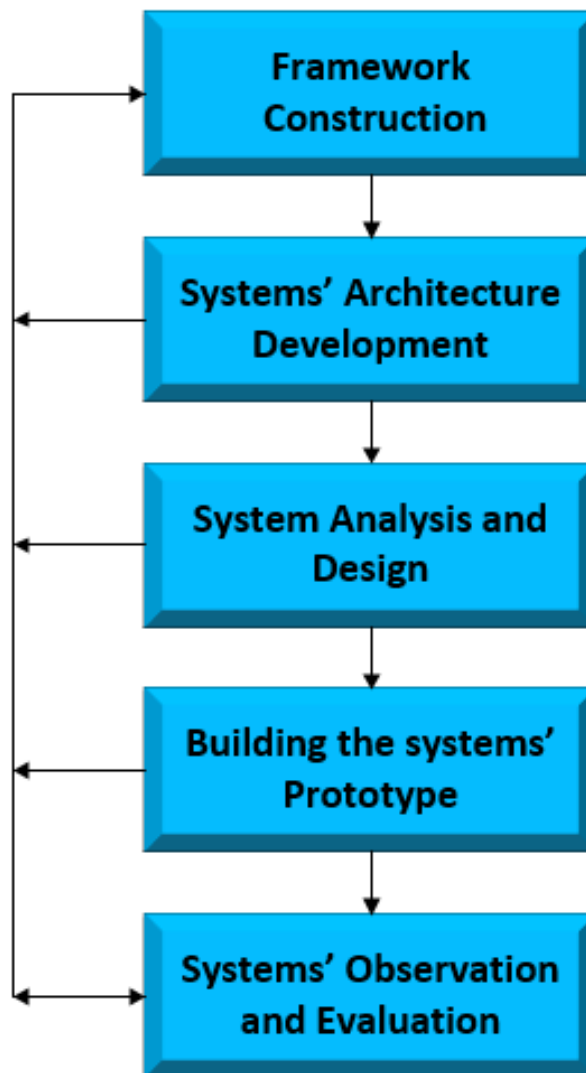 Framework
Construction
Systems’ Architecture
Development
System Analysis and
Design
Building the systems’
Prototype
Systems’ Observation
and Evaluation